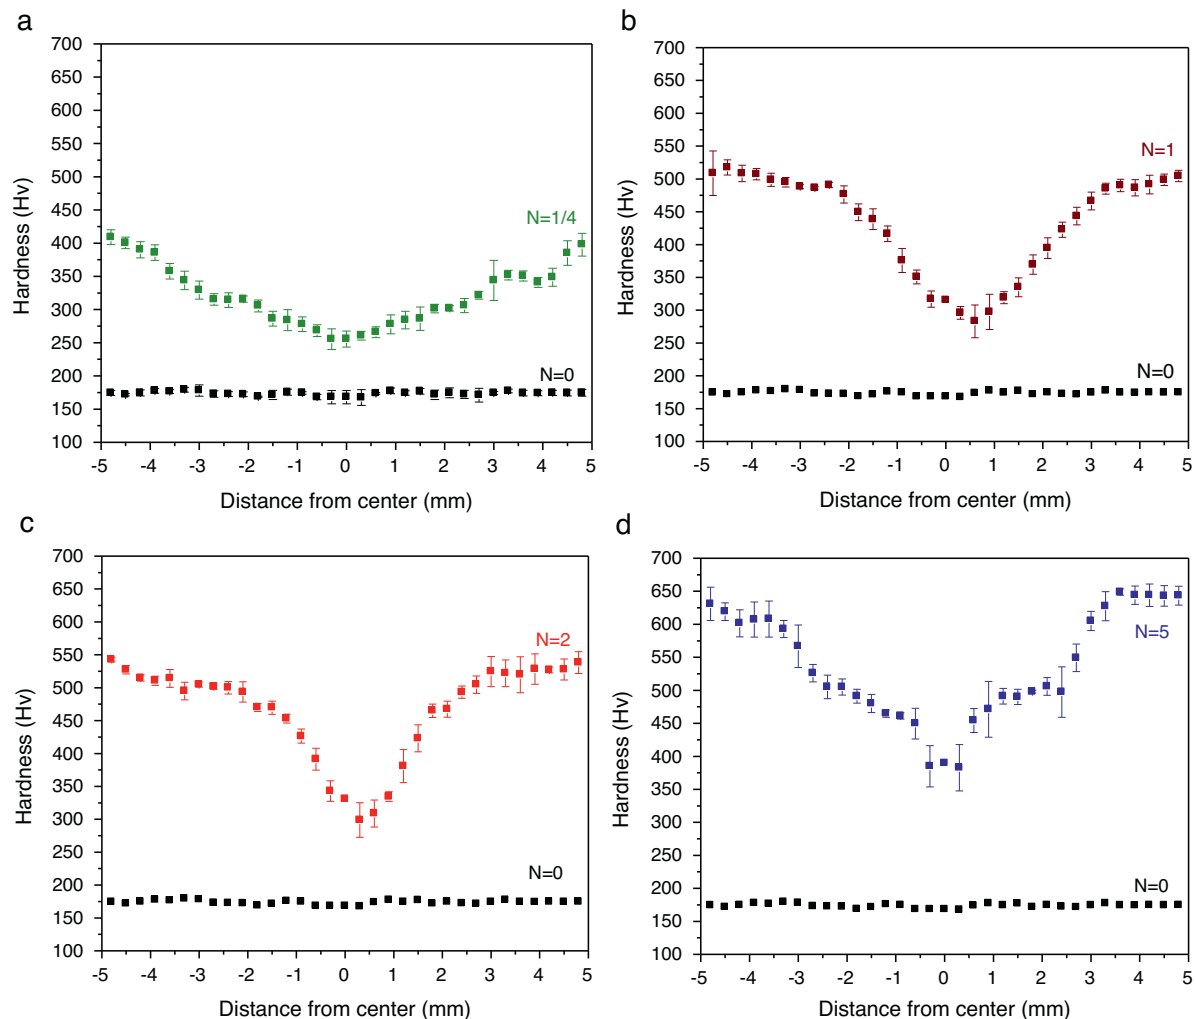 a
700
650
600
550
500
450
400
350
300
250
200
150
100
Hardness (Hv)
N=1/4
N=0
-5 -4 -3 -2 -1 0 1 2 3 4 5
Distance from center (mm)
b
700
650
600
550
500
450
400
350
300
250
200
150
100
Hardness (Hv)
N=1
N=0
-5 -4 -3 -2 -1 0 1 2 3 4 5
Distance from center (mm)
c
700
650
600
550
500
450
400
350
300
250
200
150
100
Hardness (Hv)
N=2
N=0
-5 -4 -3 -2 -1 0 1 2 3 4 5
Distance from center (mm)
d
700
650
600
550
500
450
400
350
300
250
200
150
100
Hardness (Hv)
N=5
N=0
-5 -4 -3 -2 -1 0 1 2 3 4 5
Distance from center (mm)